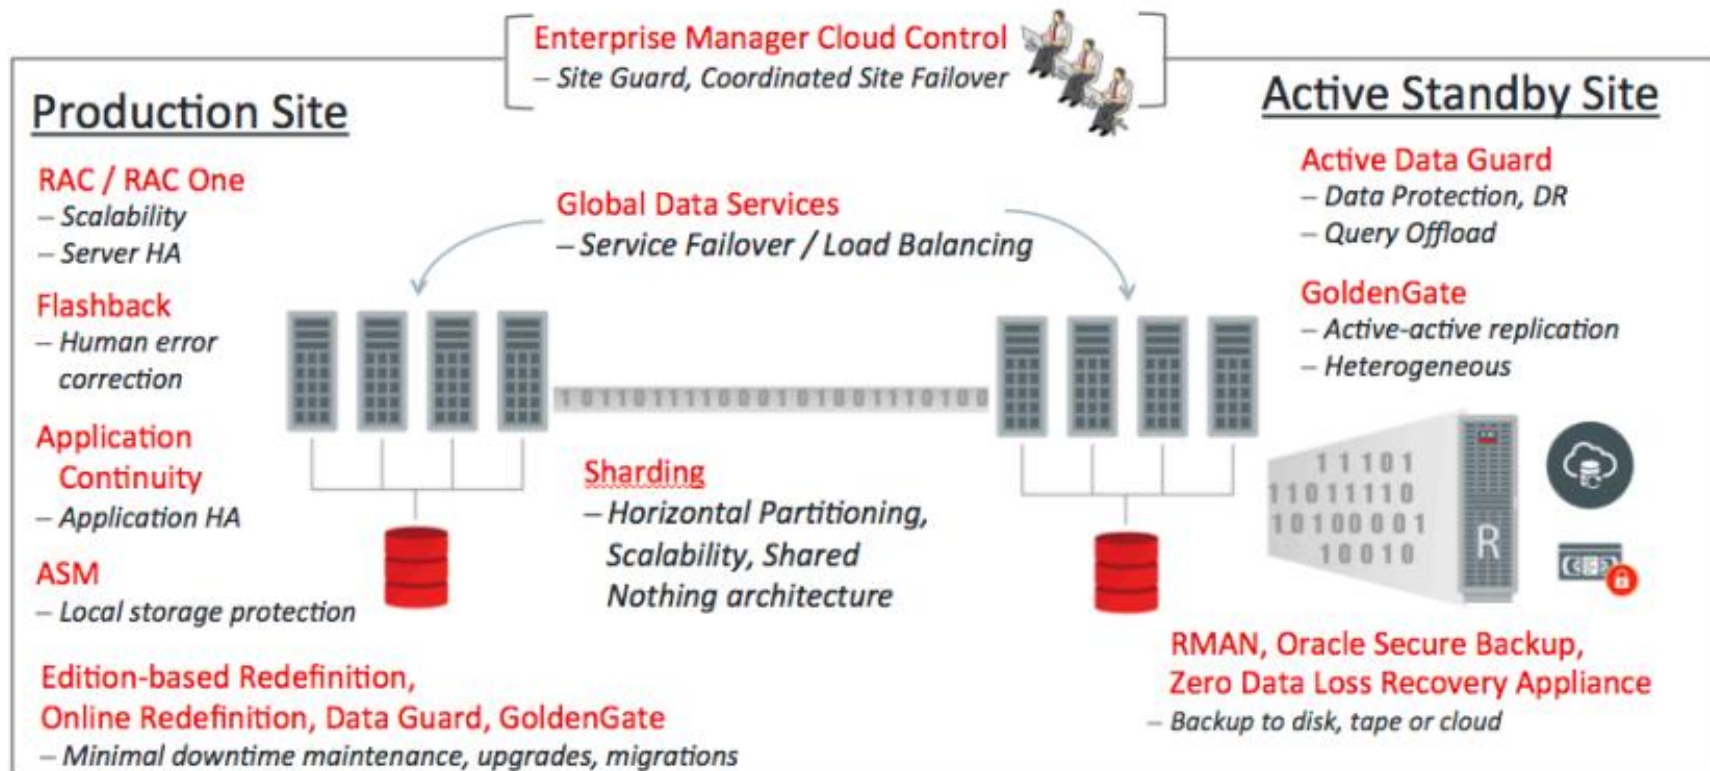 Enterprise Manager Cloud Control
– Site Guard, Coordinated Site Failover
Production Site
RAC / RAC One
– Scalability
– Server HA
Flashback
– Human error
correction
Application
Continuity
– Application HA
ASM
– Local storage protection
Edition-based Redefinition,
Online Redefinition, Data Guard, GoldenGate
– Minimal downtime maintenance, upgrades, migrations
Global Data Services
– Service Failover / Load Balancing
101101111000101001110100
Sharding
– Horizontal Partitioning,
Scalability, Shared
Nothing architecture
Active Standby Site
Active Data Guard
– Data Protection, DR
– Query Offload
GoldenGate
– Active-active replication
– Heterogeneous
11101
11011110
10100001
10010
R
RMAN, Oracle Secure Backup,
Zero Data Loss Recovery Appliance
– Backup to disk, tape or cloud